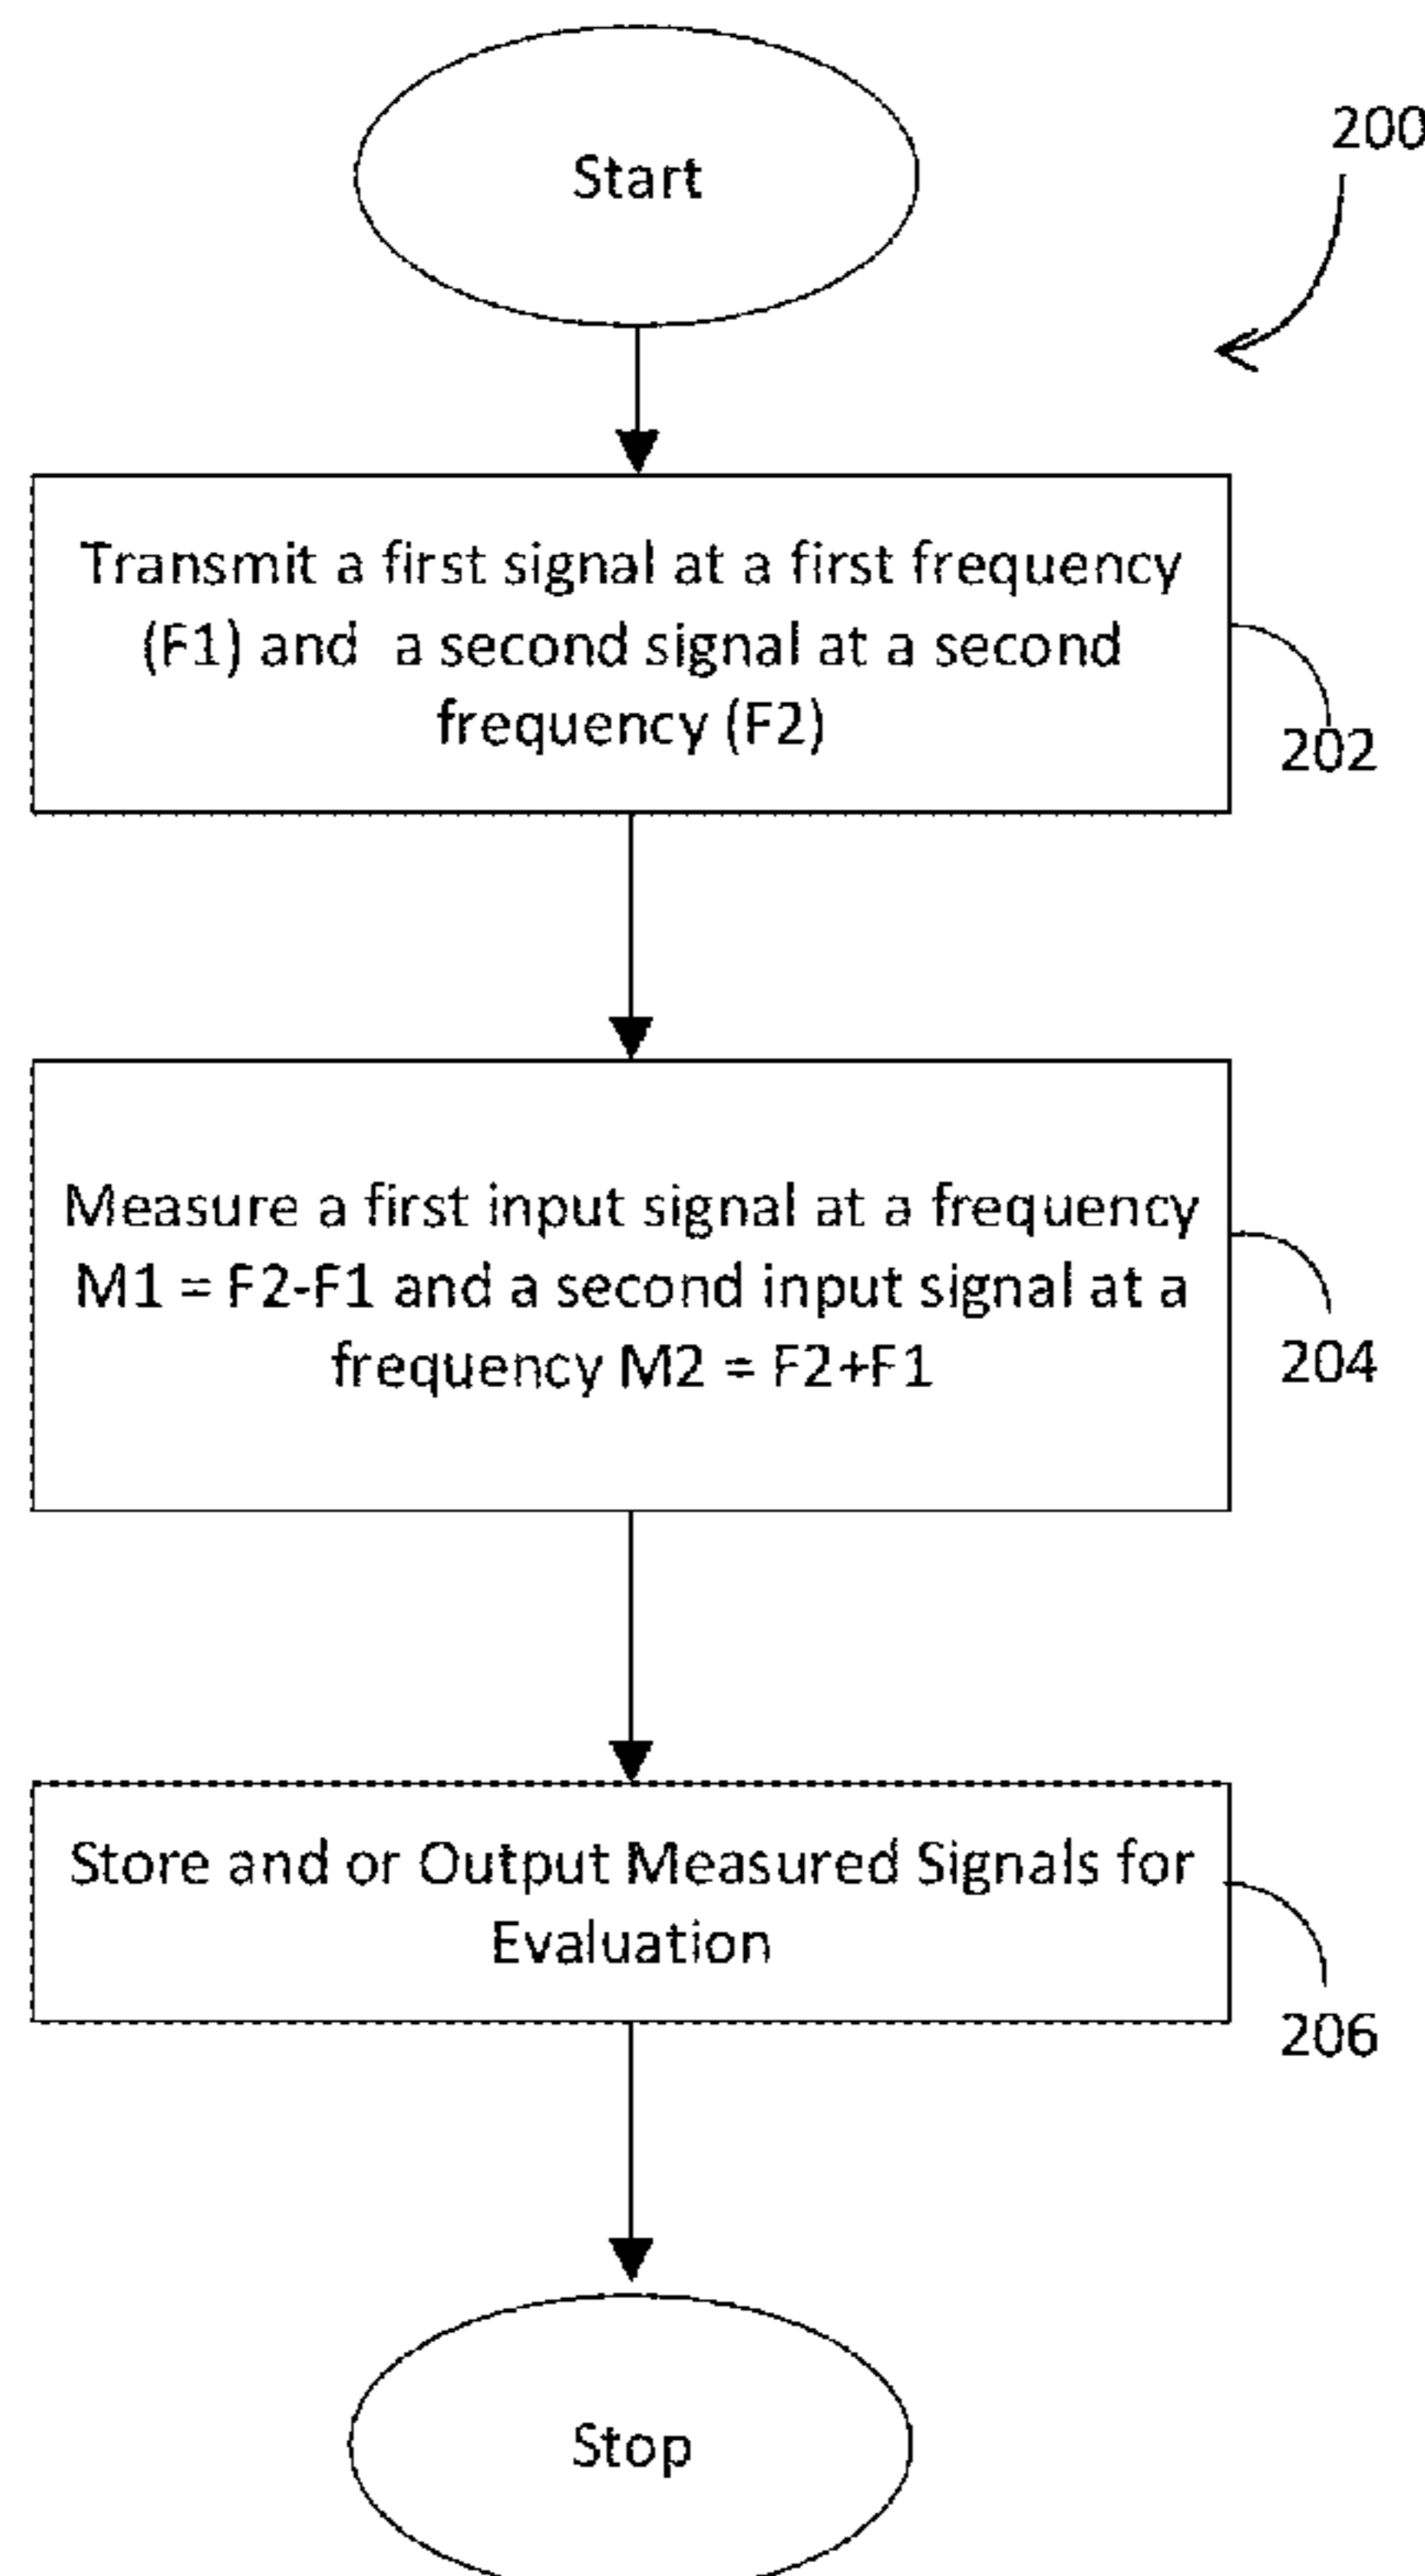 Start
200
Transmit a first signal at a first frequency
(F1) and a second signal at a second
frequency (F2)
202
Measure a first input signal at a frequency
M1 = F2-F1 and a second input signal at a
frequency M2 = F2+F1
204
Store and or Output Measured Signals for
Evaluation
206
Stop